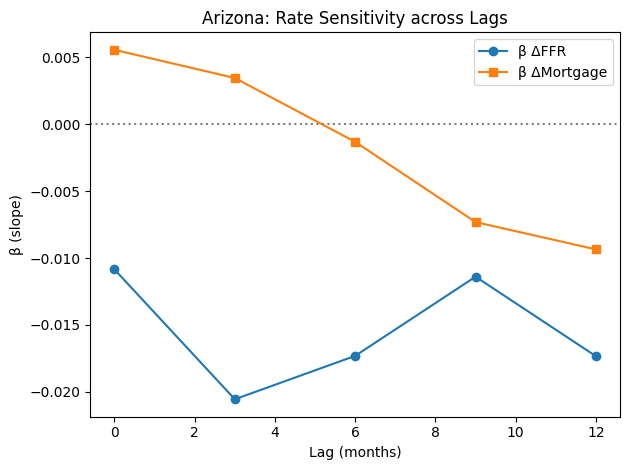 Arizona: Rate Sensitivity across Lags
β ΔFFR
β ΔMortgage
β (slope)
0.005
0.000
−0.005
−0.010
−0.015
−0.020
0 2 4 6 8 10 12
Lag (months)